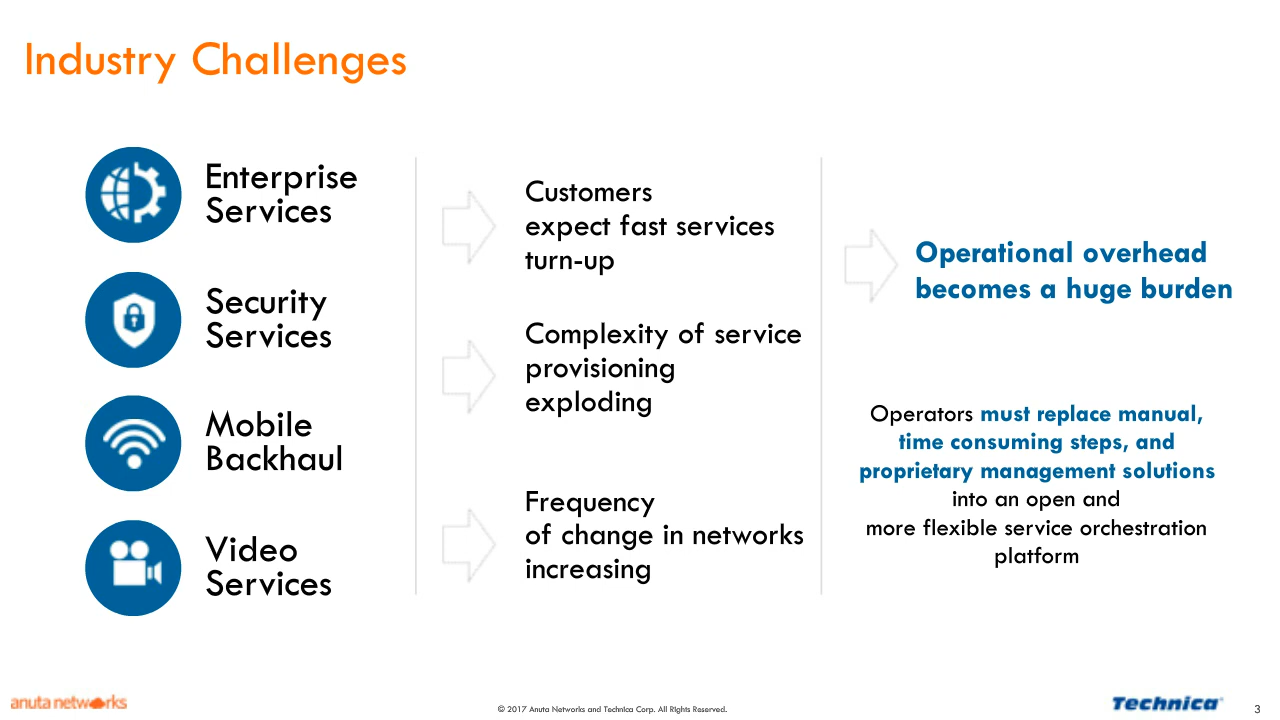 Industry Challenges
Enterprise
Services
Security
Services
Mobile
Backhaul
Video
Services
Customers
expect fast services
turn-up
Complexity of service
provisioning
exploding
Frequency
of change in networks
increasing
Operational overhead
becomes a huge burden
Operators must replace manual,
time consuming steps, and
proprietary management solutions
into an open and
more flexible service orchestration
platform
anuta networks
© 2017 Anuta Networks and Technica Corp. All Rights Reserved.
Technica
3